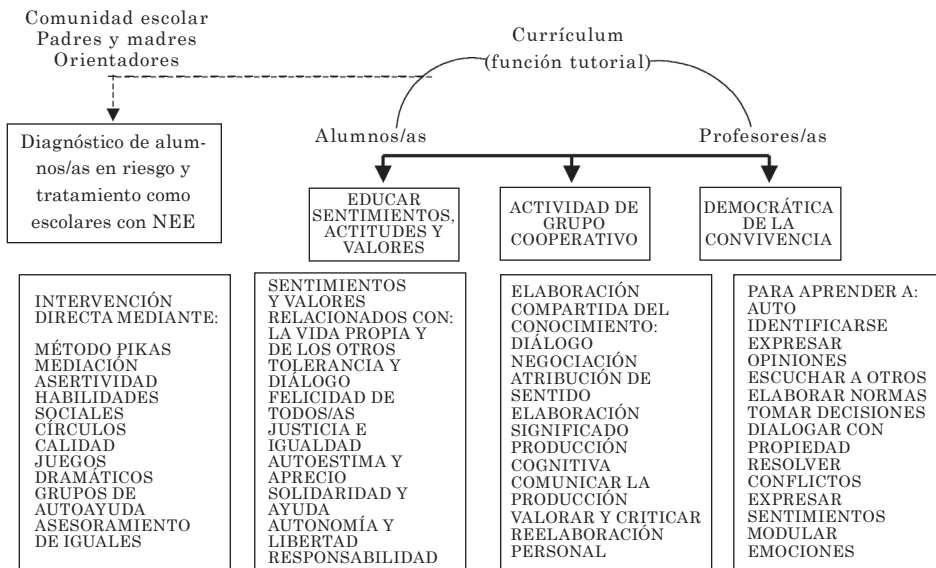 Comunidad escolar
Padres y madres
Orientadores
Currículum
(función tutorial)
Alumnos/as
Profesores/as
Diagnóstico de alum-
nos/as en riesgo y
tratamiento como
escolares con NEE
EDUCAR
SENTIMIENTOS,
ACTITUDES Y
VALORES
ACTIVIDAD DE
GRUPO
COOPERATIVO
DEMOCRÁTICA
DE LA
CONVIVENCIA
INTERVENCIÓN
DIRECTA MEDIANTE:
MÉTODO PIKAS
MEDIACIÓN
ASERTIVIDAD
HABILIDADES
SOCIALES
CÍRCULOS
CALIDAD
JUEGOS
DRAMÁTICOS
GRUPOS DE
AUTOAYUDA
ASESORAMIENTO
DE IGUALES
SENTIMIENTOS
Y VALORES
RELACIONADOS CON:
LA VIDA PROPIA Y
DE LOS OTROS
TOLERANCIA Y
DIÁLOGO
FELICIDAD DE
TODOS/AS
JUSTICIA E
IGUALDAD
AUTOESTIMA Y
APRECIO
SOLIDARIDAD Y
AYUDA
AUTONOMÍA Y
LIBERTAD
RESPONSABILIDAD
ELABORACIÓN
COMPARTIDA DEL
CONOCIMIENTO:
DIÁLOGO
NEGOCIACIÓN
ATRIBUCIÓN DE
SENTIDO
ELABORACIÓN
SIGNIFICADO
PRODUCCIÓN
COGNITIVA
COMUNICAR LA
PRODUCCIÓN
VALORAR Y CRITICAR
REELABORACIÓN
PERSONAL
PARA APRENDER A:
AUTO
IDENTIFICARSE
EXPRESAR
OPINIONES
ESCUCHAR A OTROS
ELABORAR NORMAS
TOMAR DECISIONES
DIALOGAR CON
PROPIEDAD
RESOLVER
CONFLICTOS
EXPRESAR
SENTIMIENTOS
MODULAR
EMOCIONES